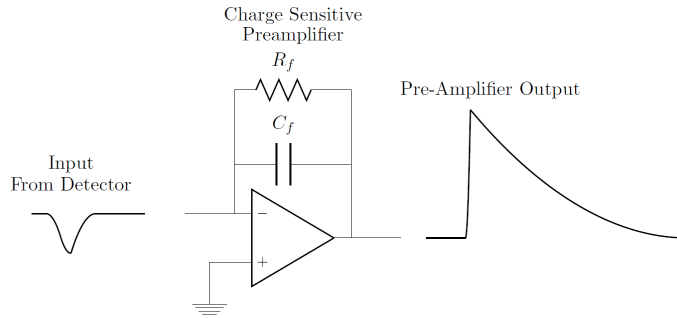 Charge Sensitive
Preamplifier
R_f
Pre-Amplifier Output
C_f
Input
From Detector
−
+